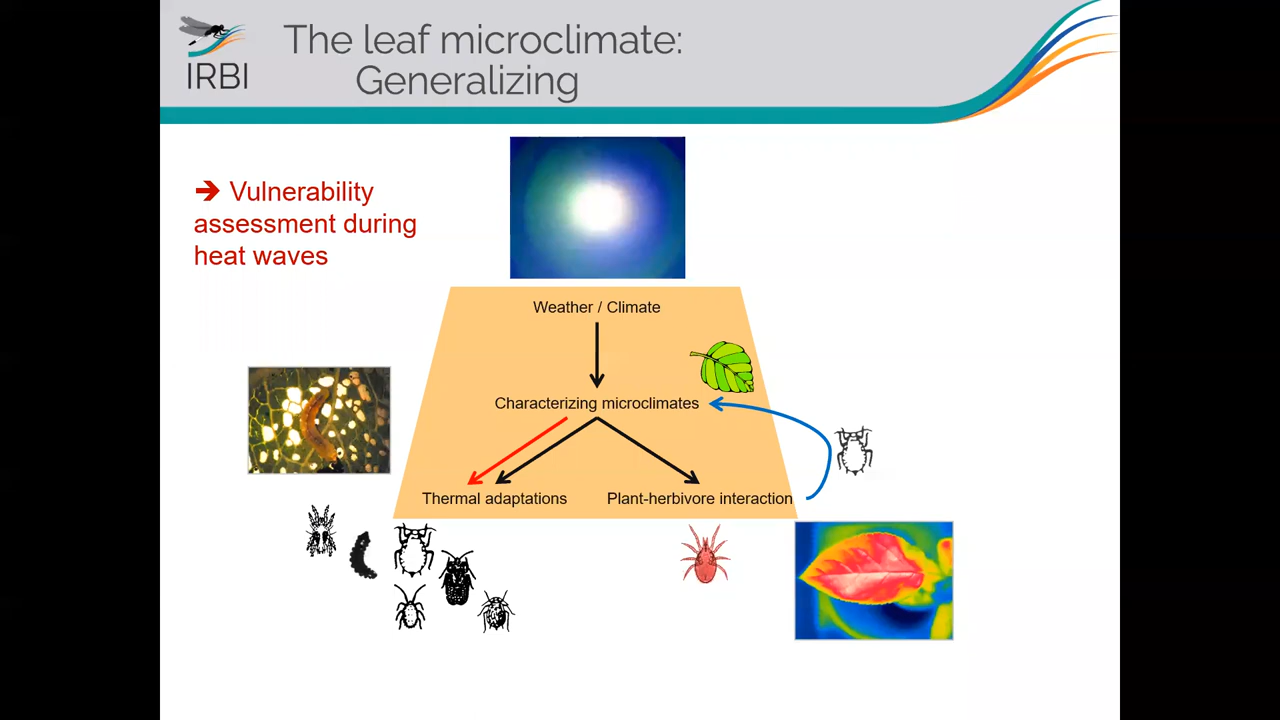 The leaf microclimate:
Generalizing
IRBI
➔ Vulnerability
assessment during
heat waves
Weather / Climate
Characterizing microclimates
Thermal adaptations
Plant-herbivore interaction